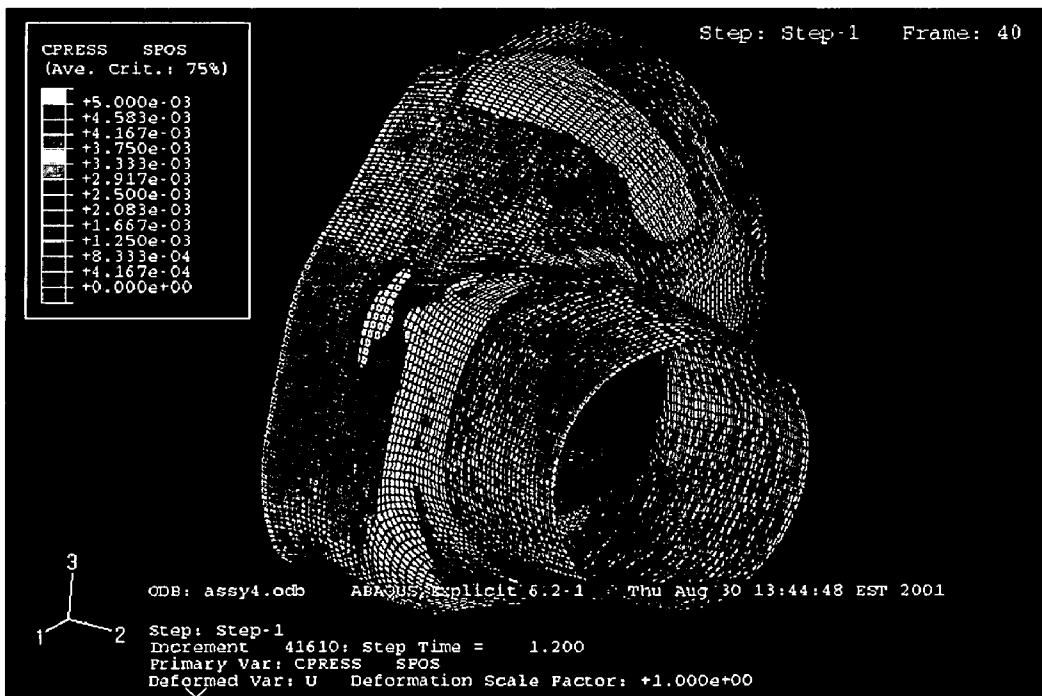 CPRESS SPOS
(Ave. Crit.: 75%)
+5.000e-03
+4.583e-03
+4.167e-03
+3.750e-03
+3.333e-03
+2.917e-03
+2.500e-03
+2.083e-03
+1.667e-03
+1.250e-03
+8.333e-04
+4.167e-04
+0.000e+00
Step: Step-1 Frame: 40
3
1
2
ODB: assy4.odb ABAQUS/Explicit 6.2-1 Thu Aug 30 13:44:48 EST 2001
Step: Step-1
Increment 41610: Step Time = 1.200
Primary Var: CPRESS SPOS
Deformed Var: U Deformation Scale Factor: +1.000e+00